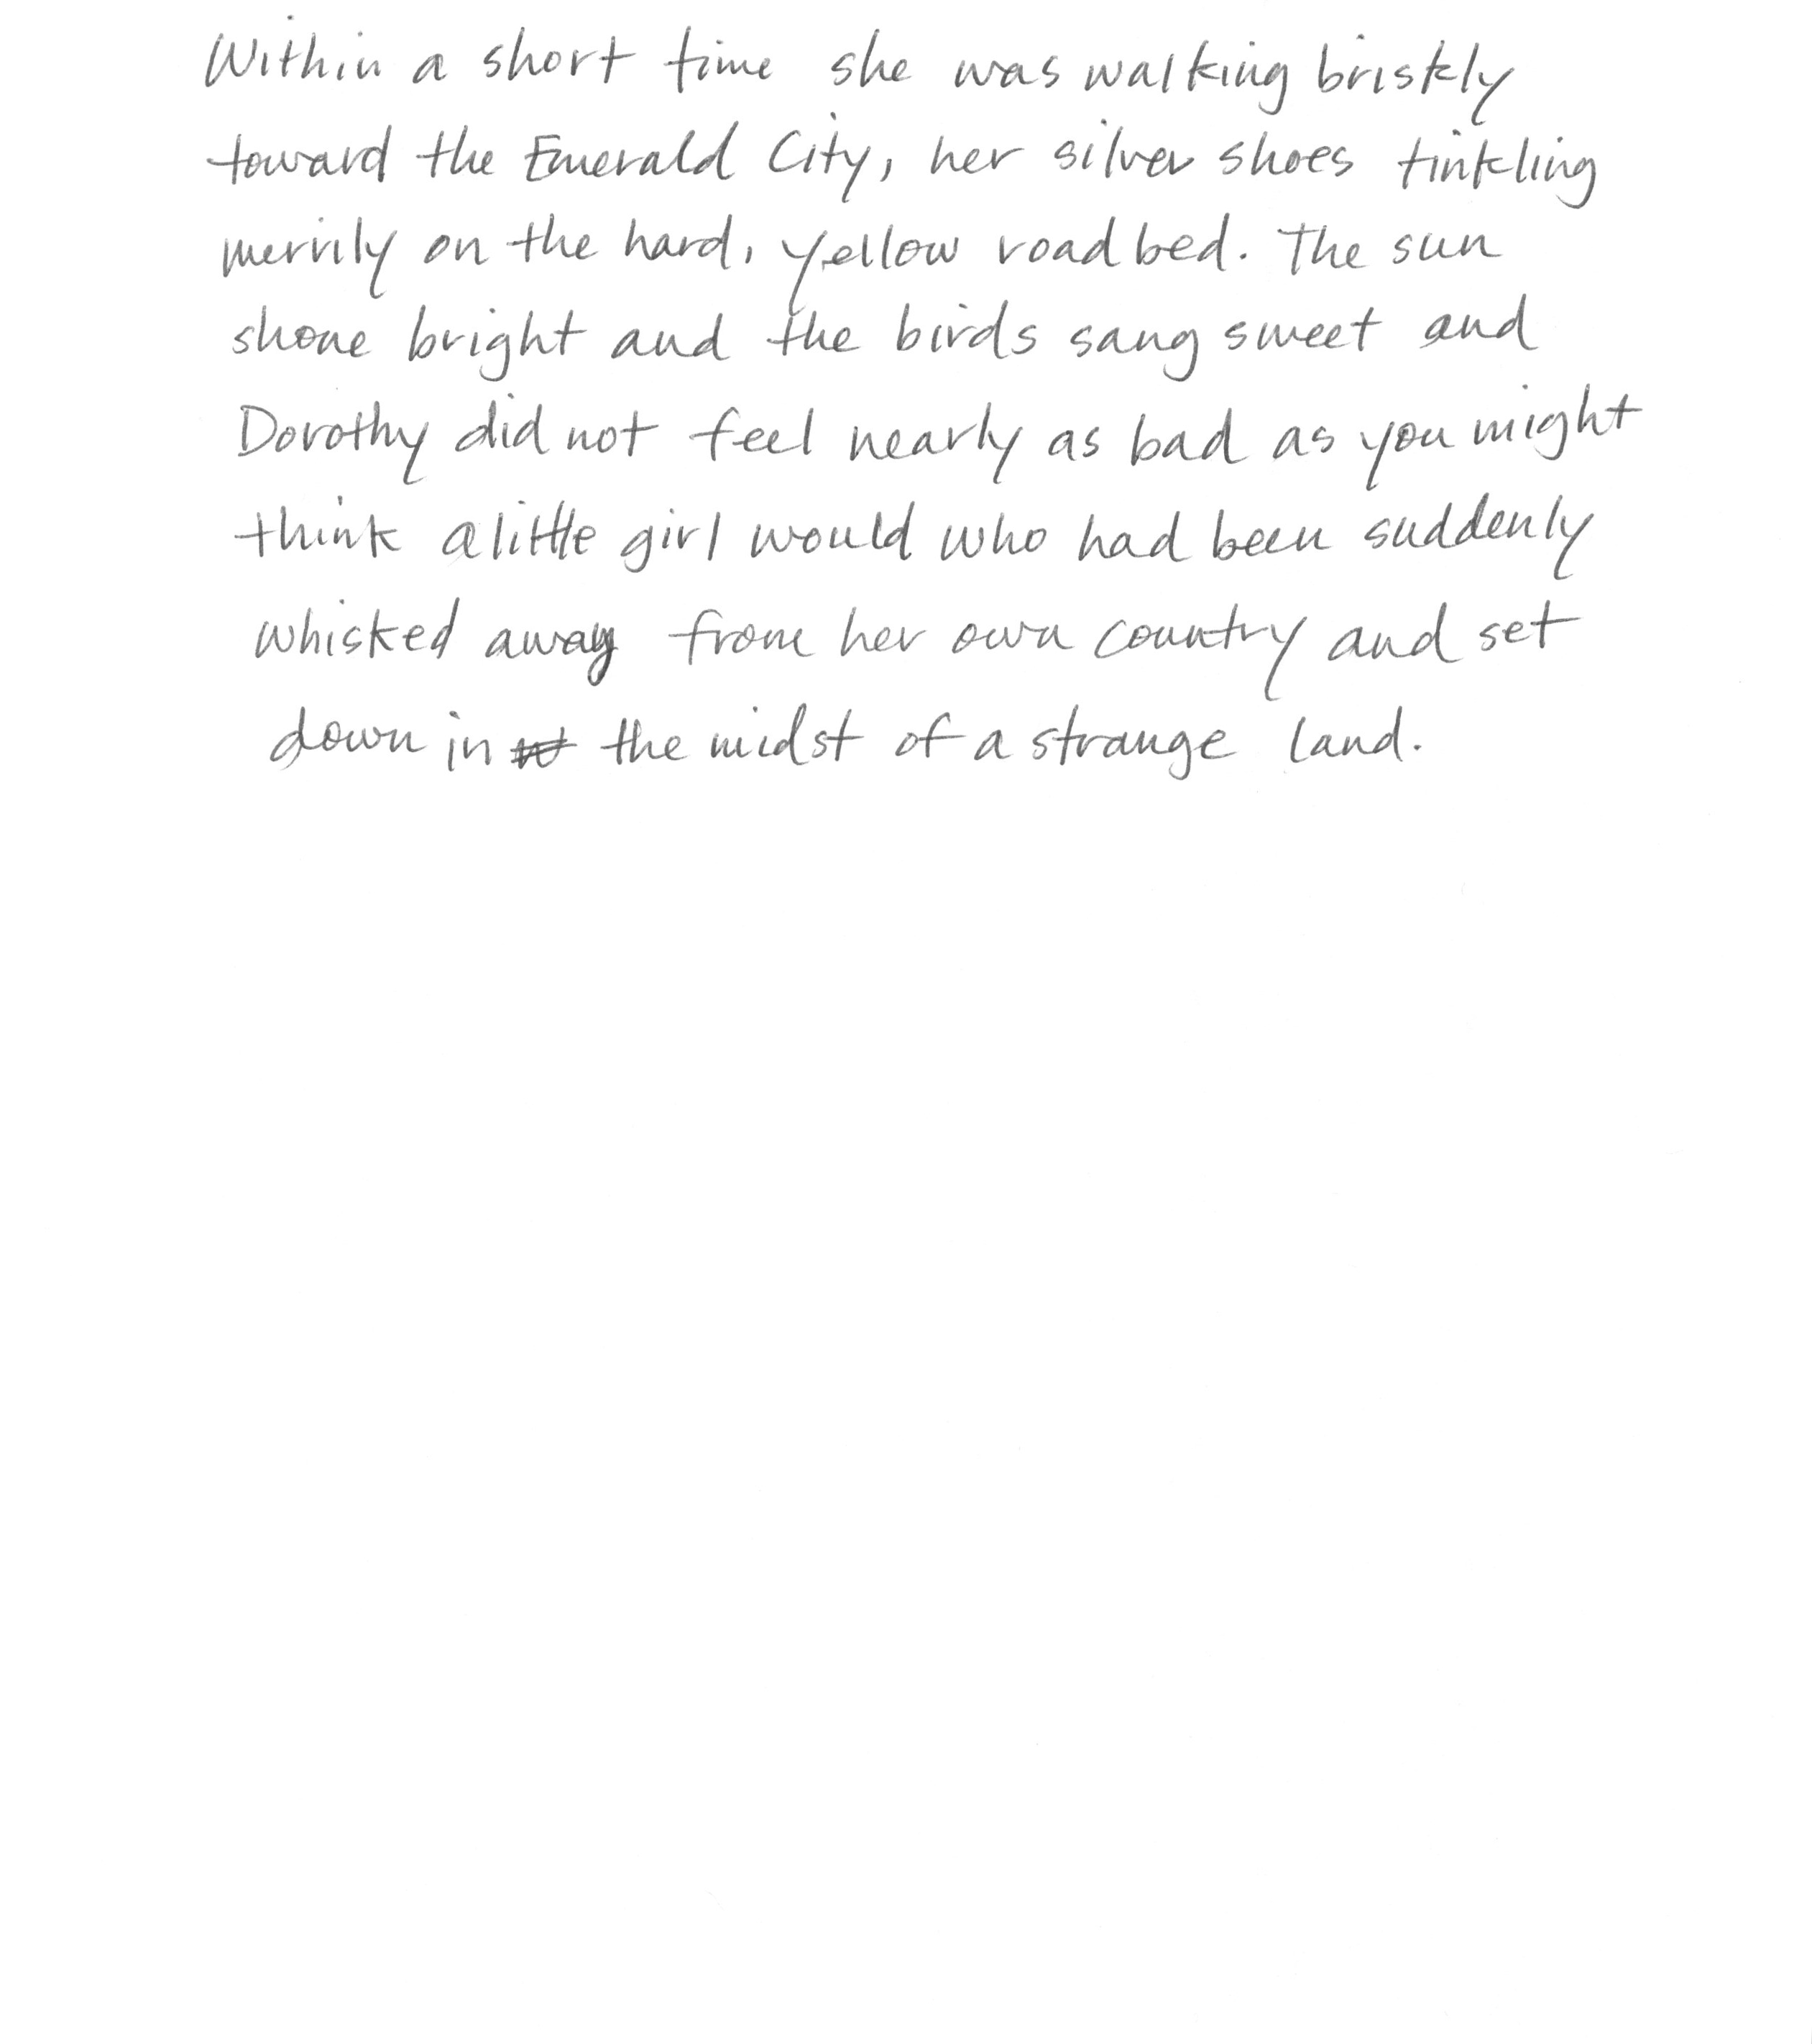 Within a short time she was walking briskly
toward the Emerald City, her silver shoes tinkling
merrily on the hard, yellow road bed. The sun
shone bright and the birds sang sweet and
Dorothy did not feel nearly as bad as you might
think a little girl would who had been suddenly
whisked away from her own country and set
down in the midst of a strange land.